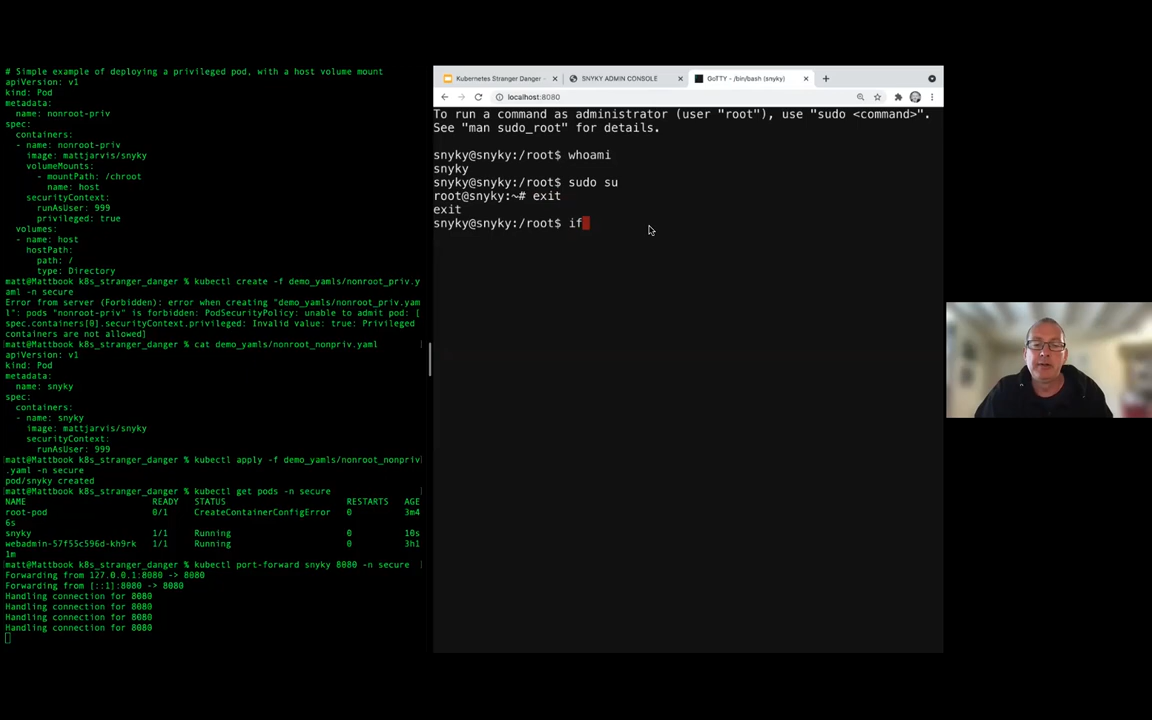 # Simple example of deploying a privileged pod, with a host volume mount
apiVersion: v1
kind: Pod
metadata:
  name: nonroot-priv
spec:
  containers:
  - name: nonroot-priv
    image: mattjarvis/snyky
    volumeMounts:
      - mountPath: /chroot
        name: host
    securityContext:
      runAsUser: 999
      privileged: true
  volumes:
  - name: host
    hostPath:
      path: /
      type: Directory
matt@Mattbook k8s_stranger_danger % kubectl create -f demo_yamls/nonroot_priv.y
aml -n secure
Error from server (Forbidden): error when creating "demo_yamls/nonroot_priv.yam
l": pods "nonroot-priv" is forbidden: PodSecurityPolicy: unable to admit pod: [
spec.containers[0].securityContext.privileged: Invalid value: true: Privileged
containers are not allowed]
matt@Mattbook k8s_stranger_danger % cat demo_yamls/nonroot_nonpriv.yaml
apiVersion: v1
kind: Pod
metadata:
  name: snyky
spec:
  containers:
  - name: snyky
    image: mattjarvis/snyky
    securityContext:
      runAsUser: 999
matt@Mattbook k8s_stranger_danger % kubectl apply -f demo_yamls/nonroot_nonpriv
.yaml -n secure
pod/snyky created
matt@Mattbook k8s_stranger_danger % kubectl get pods -n secure
NAME READY STATUS RESTARTS AGE
root-pod 0/1 CreateContainerConfigError 0 3m4
6s
snyky 1/1 Running 0 10s
webadmin-57f55c596d-kh9rk 1/1 Running 0 3h1
1m
matt@Mattbook k8s_stranger_danger % kubectl port-forward snyky 8080 -n secure
Forwarding from 127.0.0.1:8080 -> 8080
Forwarding from [::1]:8080 -> 8080
Handling connection for 8080
Handling connection for 8080
Handling connection for 8080
Handling connection for 8080
Kubernetes Stranger Danger - SNYKY ADMIN CONSOLE GoTTY - /bin/bash (snyky)
localhost:8080
To run a command as administrator (user "root"), use "sudo <command>".
See "man sudo_root" for details.
snyky@snyky:/root$ whoami
snyky
snyky@snyky:/root$ sudo su
root@snyky:~# exit
exit
snyky@snyky:/root$ if